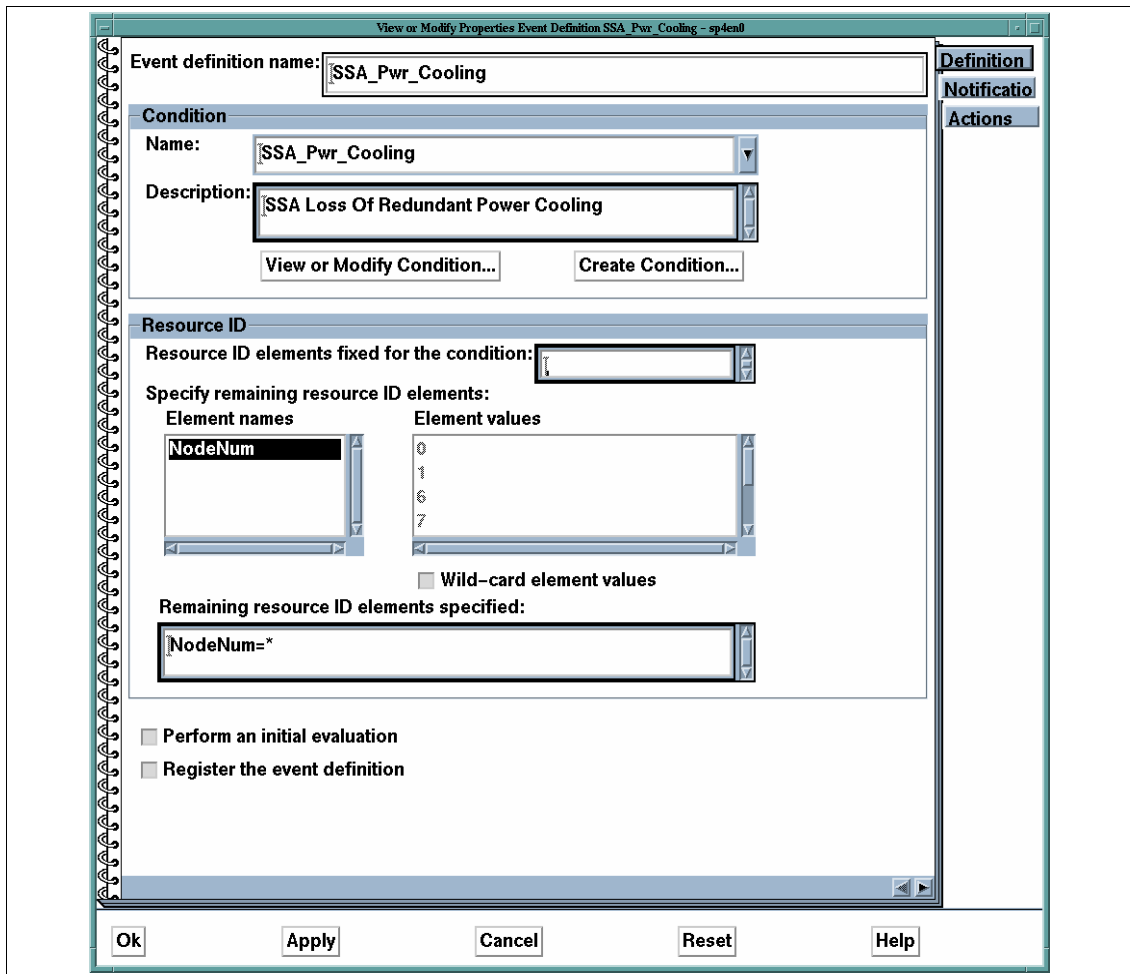 View or Modify Properties Event Definition SSA_Pwr_Cooling - sp4en0
Event definition name: SSA_Pwr_Cooling
Definition
Notificatio
Actions
Condition
Name: SSA_Pwr_Cooling
Description: SSA Loss Of Redundant Power Cooling
View or Modify Condition... Create Condition...
Resource ID
Resource ID elements fixed for the condition:
Specify remaining resource ID elements:
Element names Element values
NodeNum 0
1
6
7
Wild-card element values
Remaining resource ID elements specified:
NodeNum=*
Perform an initial evaluation
Register the event definition
Ok Apply Cancel Reset Help